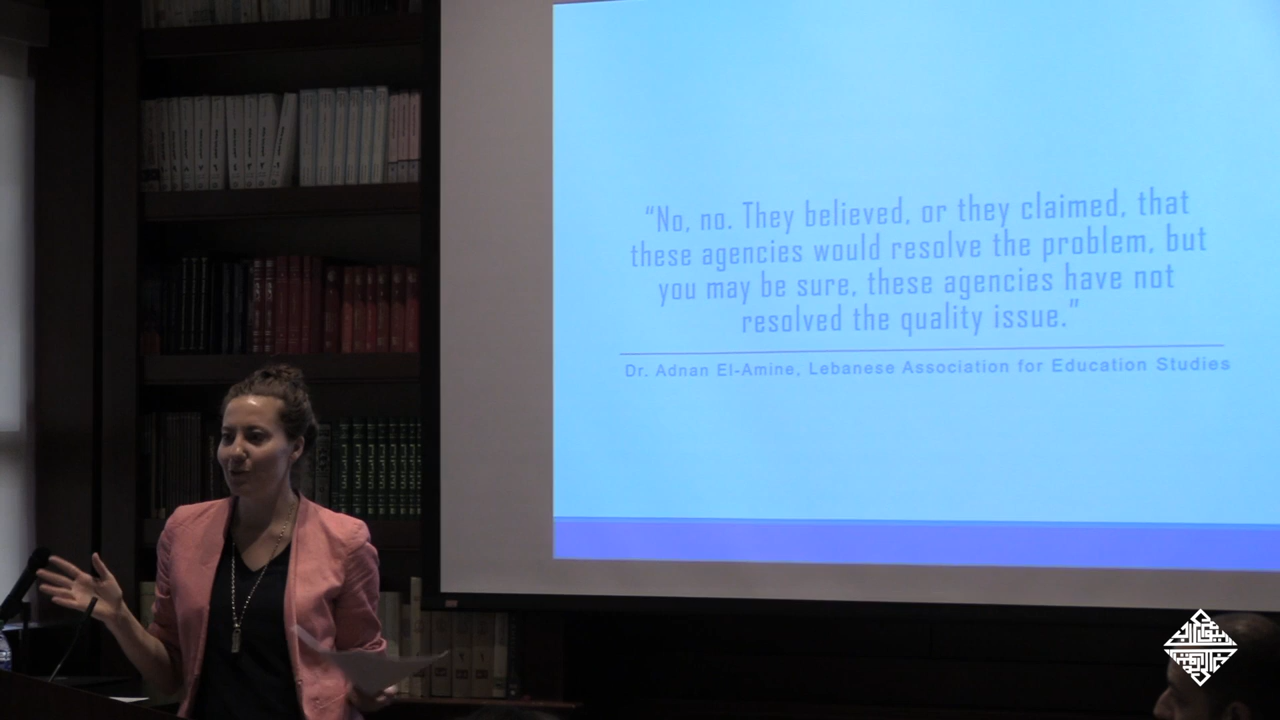 “No, no. They believed, or they claimed, that
these agencies would resolve the problem, but
you may be sure, these agencies have not
resolved the quality issue.”
Dr. Adnan El-Amine, Lebanese Association for Education Studies